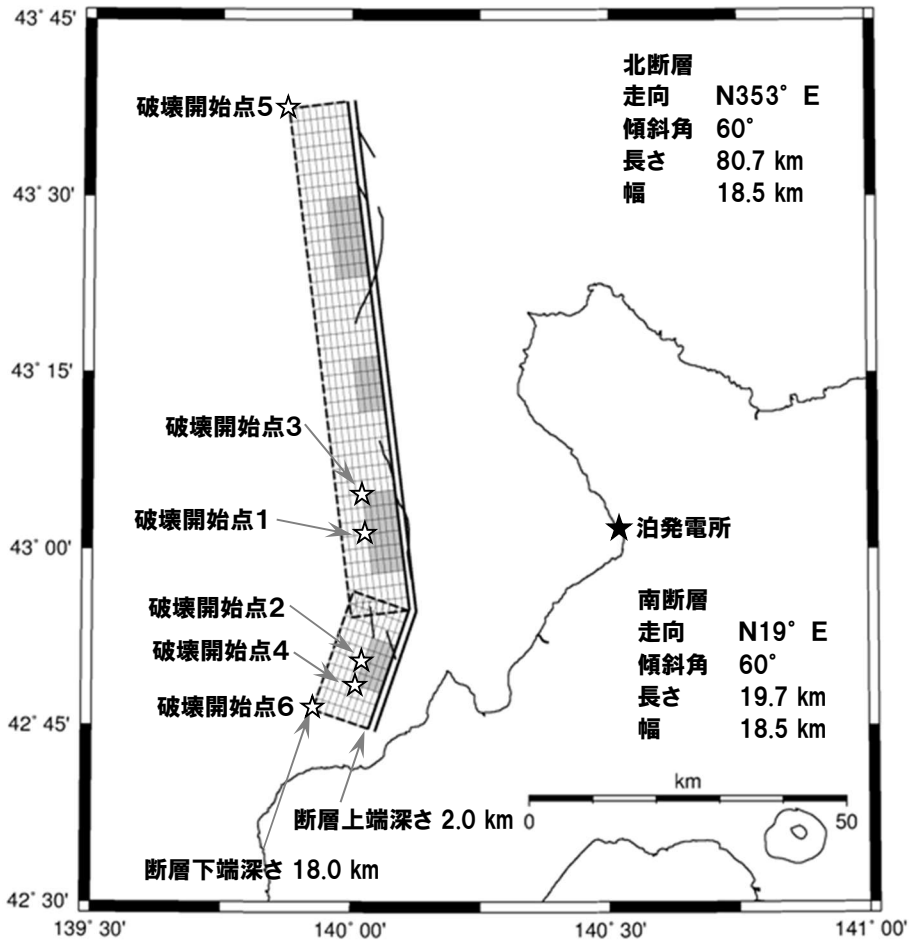 43° 45'
北断層
走向 N353° E
傾斜角 60°
長さ 80.7 km
幅 18.5 km
破壊開始点5
43° 30'
43° 15'
破壊開始点3
破壊開始点1
泊発電所
43° 00'
破壊開始点2
破壊開始点4
破壊開始点6
南断層
走向 N19° E
傾斜角 60°
長さ 19.7 km
幅 18.5 km
42° 45'
km
0 50
断層上端深さ 2.0 km
断層下端深さ 18.0 km
42° 30'
139° 30' 140° 00' 140° 30' 141° 00'